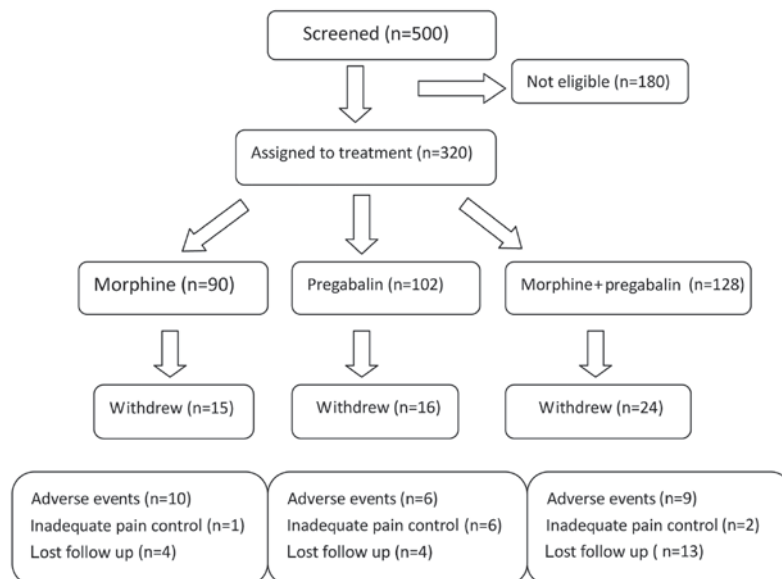 Screened (n=500)
Not eligible (n=180)
Assigned to treatment (n=320)
Morphine (n=90)
Pregabalin (n=102)
Morphine+pregabalin (n=128)
Withdrew (n=15)
Withdrew (n=16)
Withdrew (n=24)
Adverse events (n=10)
Inadequate pain control (n=1)
Lost follow up (n=4)
Adverse events (n=6)
Inadequate pain control (n=6)
Lost follow up (n=4)
Adverse events (n=9)
Inadequate pain control (n=2)
Lost follow up ( n=13)